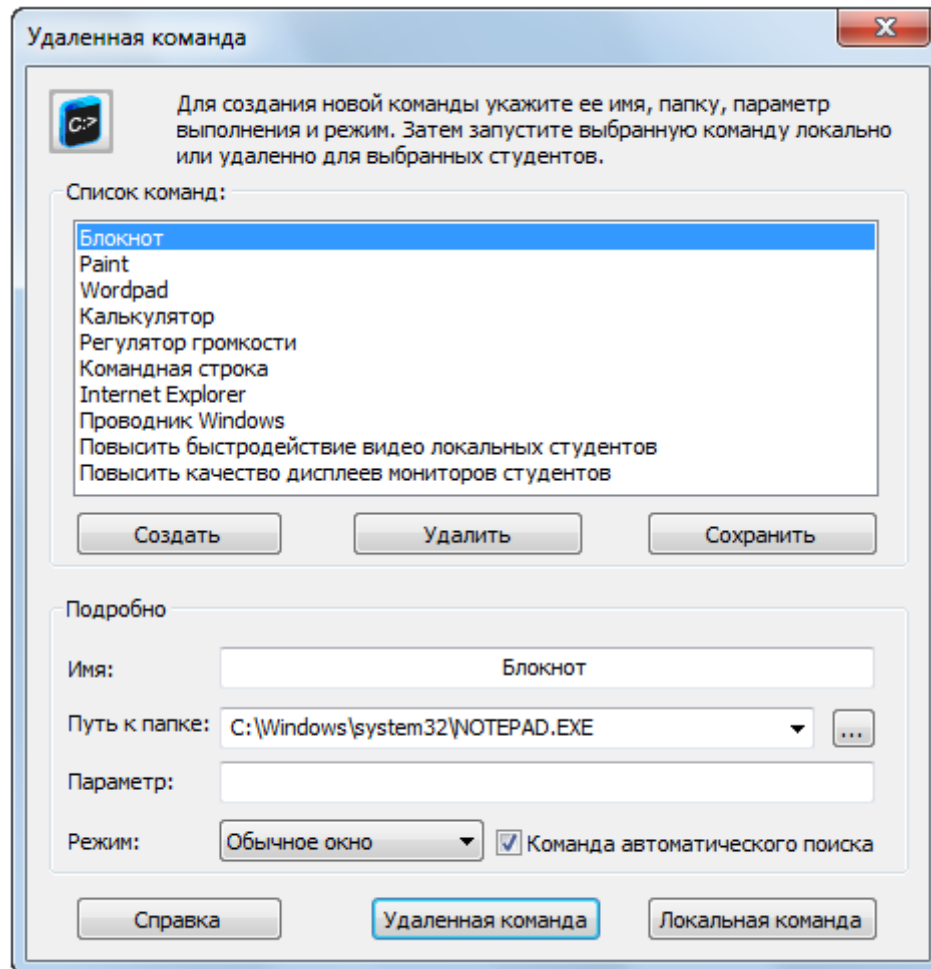 Удаленная команда
C:\>
Для создания новой команды укажите ее имя, папку, параметр
выполнения и режим. Затем запустите выбранную команду локально
или удаленно для выбранных студентов.
Список команд:
Блокнот
Paint
Wordpad
Калькулятор
Регулятор громкости
Командная строка
Internet Explorer
Проводник Windows
Повысить быстродействие видео локальных студентов
Повысить качество дисплеев мониторов студентов
Создать Удалить Сохранить
Подробно
Имя: Блокнот
Путь к папке: C:\Windows\system32\NOTEPAD.EXE ...
Параметр:
Режим: Обычное окно Команда автоматического поиска
Справка Удаленная команда Локальная команда